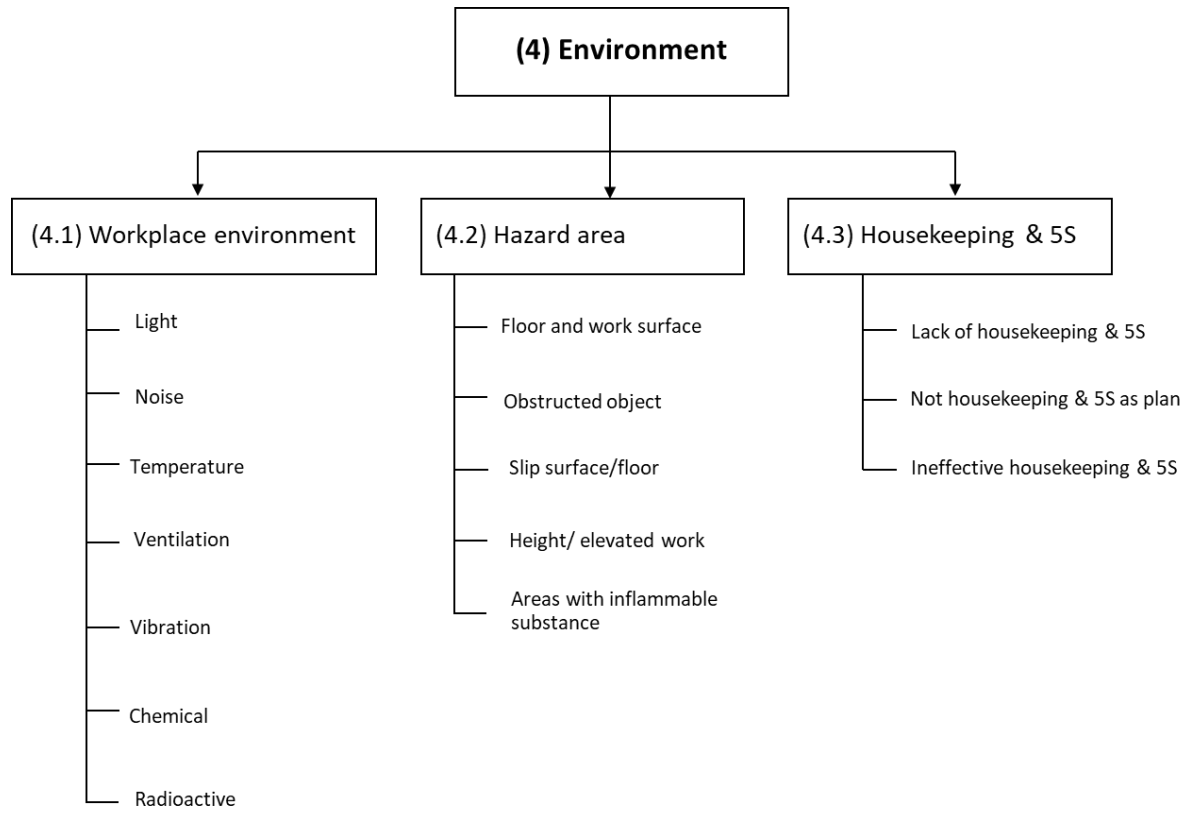 (4) Environment
(4.1) Workplace environment
Light
Noise
Temperature
Ventilation
Vibration
Chemical
Radioactive
(4.2) Hazard area
Floor and work surface
Obstructed object
Slip surface/floor
Height/ elevated work
Areas with inflammable
substance
(4.3) Housekeeping & 5S
Lack of housekeeping & 5S
Not housekeeping & 5S as plan
Ineffective housekeeping & 5S